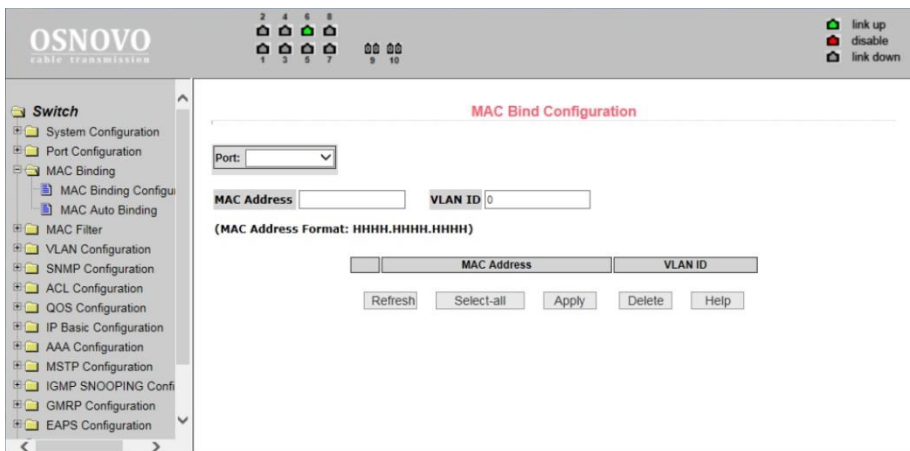 OSNOVO
cable transmission
2 4 6 8
1 3 5 7 9 10
link up
disable
link down
Switch
System Configuration
Port Configuration
MAC Binding
MAC Binding Configu
MAC Auto Binding
MAC Filter
VLAN Configuration
SNMP Configuration
ACL Configuration
QOS Configuration
IP Basic Configuration
AAA Configuration
MSTP Configuration
IGMP SNOOPING Confi
GMRP Configuration
EAPS Configuration
MAC Bind Configuration
Port:
MAC Address VLAN ID 0
(MAC Address Format: HHHH.HHHH.HHHH)
MAC Address VLAN ID
Refresh Select-all Apply Delete Help